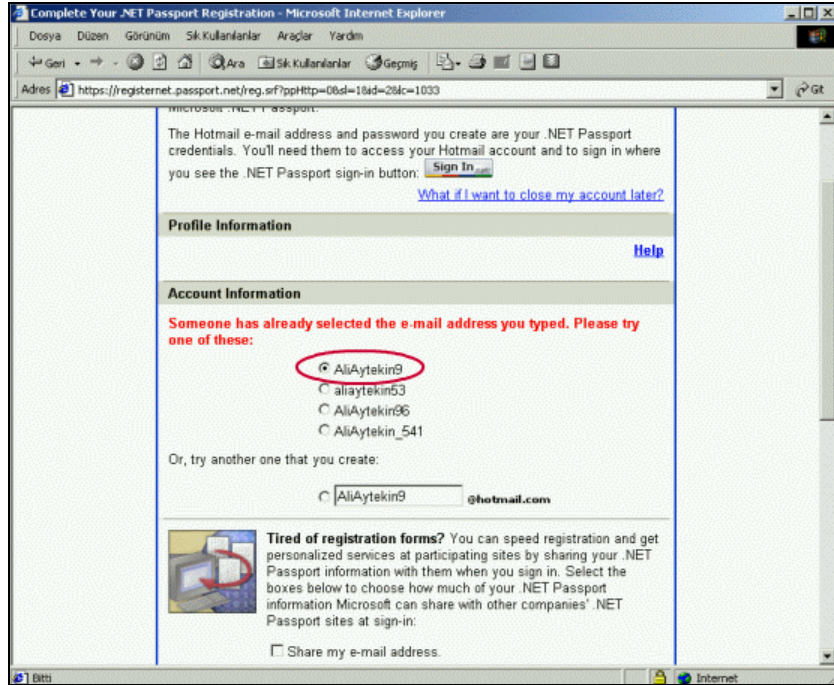 Complete Your .NET Passport Registration - Microsoft Internet Explorer
Dosya Düzen Görünüm Sık Kullanılanlar Araçlar Yardım
Geri Ara Sık Kullanılanlar Geçmiş
Adres https://registernet.passport.net/reg.srf?ppHttp=0&sl=1&id=2&lc=1033 Git
Microsoft .NET Passport.
The Hotmail e-mail address and password you create are your .NET Passport
credentials. You'll need them to access your Hotmail account and to sign in where
you see the .NET Passport sign-in button: Sign In .net
What if I want to close my account later?
Profile Information
Help
Account Information
Someone has already selected the e-mail address you typed. Please try
one of these:
AliAytekin9
aliaytekin53
AliAytekin96
AliAytekin_541
Or, try another one that you create:
AliAytekin9 @hotmail.com
Tired of registration forms? You can speed registration and get
personalized services at participating sites by sharing your .NET
Passport information with them when you sign in. Select the
boxes below to choose how much of your .NET Passport
information Microsoft can share with other companies' .NET
Passport sites at sign-in:
Share my e-mail address.
Bitti Internet